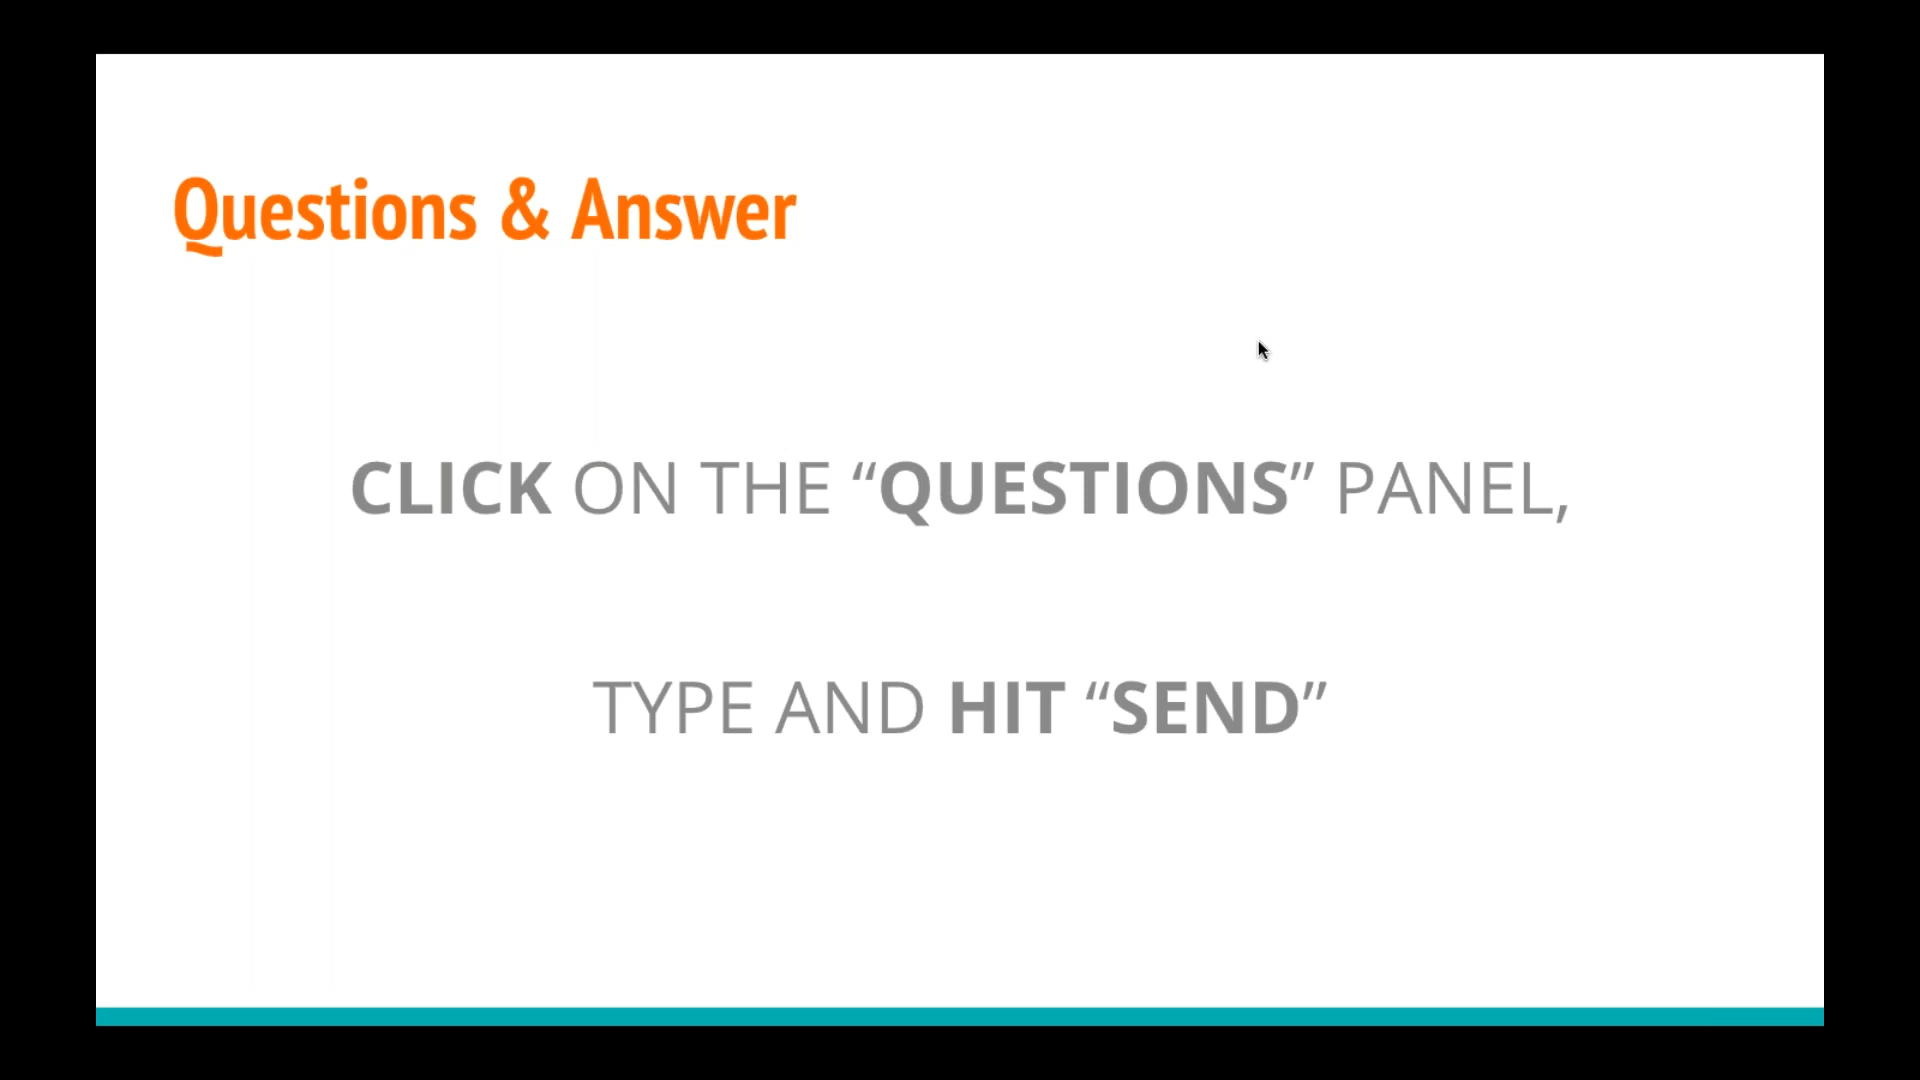 Questions & Answer
CLICK ON THE “QUESTIONS” PANEL,
TYPE AND HIT “SEND”